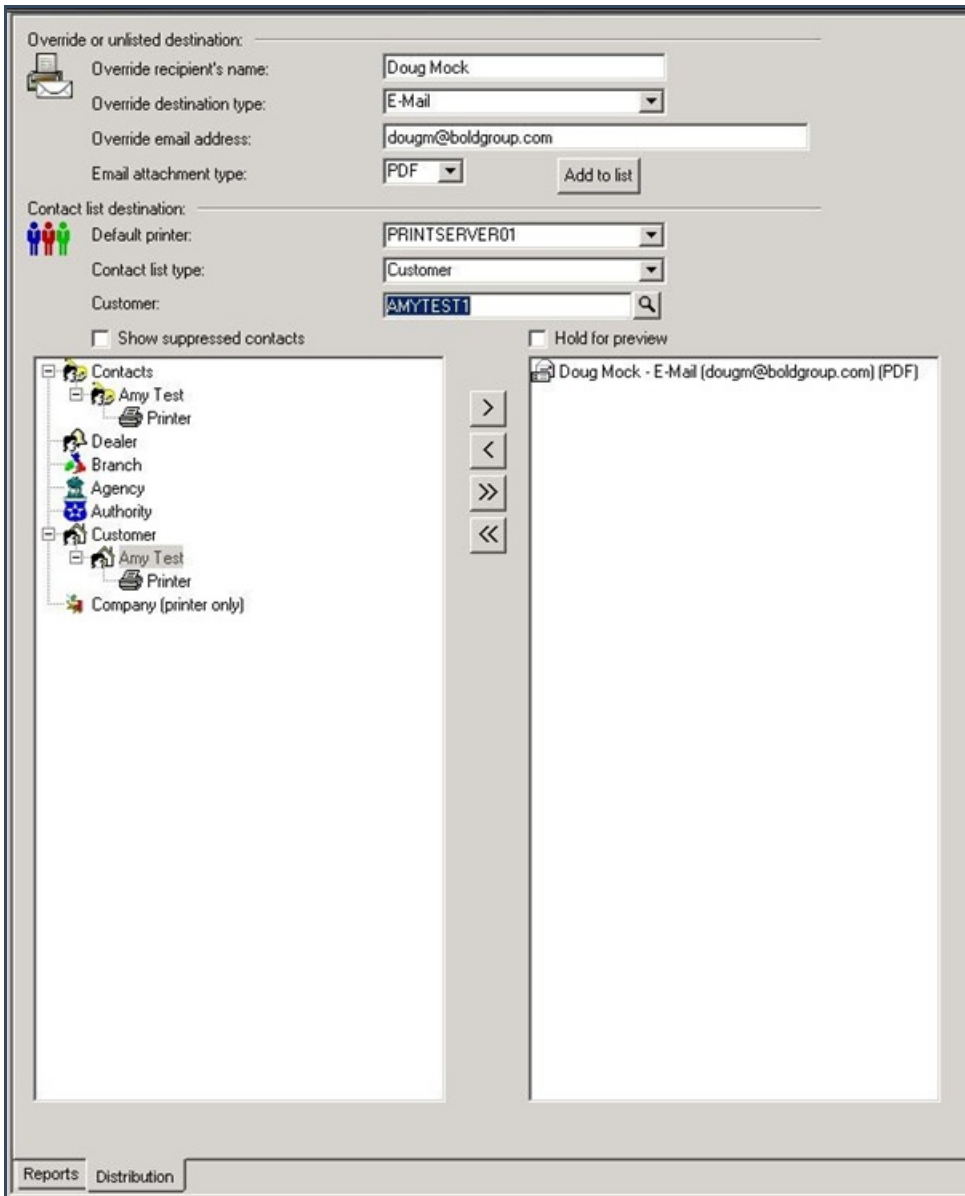 Override or unlisted destination:
Override recipient's name: Doug Mock
Override destination type: E-Mail
Override email address: dougm@boldgroup.com
Email attachment type: PDF Add to list
Contact list destination:
Default printer: PRINTSERVER01
Contact list type: Customer
Customer: AMYTEST1
Show suppressed contacts Hold for preview
Contacts
Amy Test
Printer
Dealer
Branch
Agency
Authority
Customer
Amy Test
Printer
Company (printer only)
>
<
>>
<<
Doug Mock - E-Mail (dougm@boldgroup.com) (PDF)
Reports Distribution